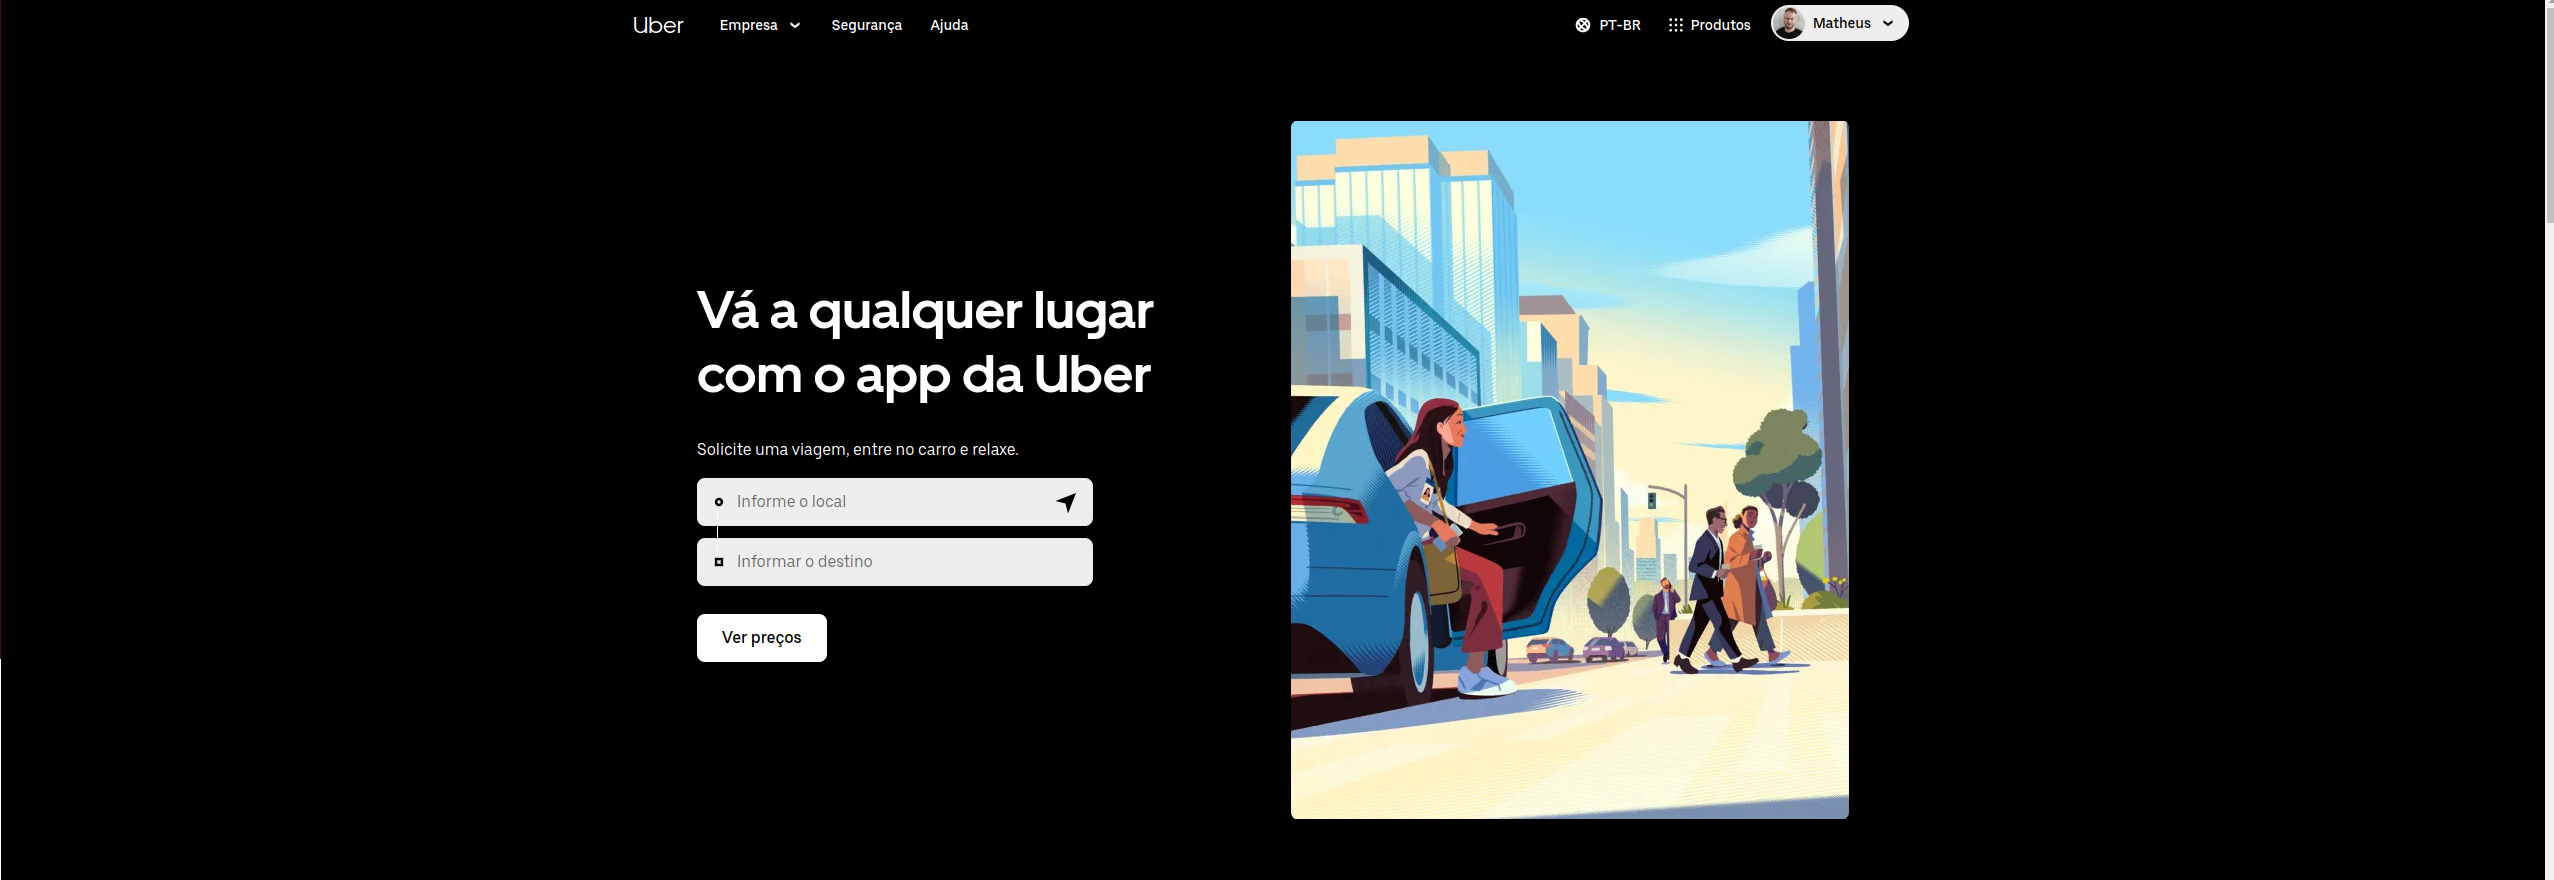 Uber Empresa Segurança Ajuda PT-BR Produtos Matheus
Vá a qualquer lugar
com o app da Uber
Solicite uma viagem, entre no carro e relaxe.
Informe o local
Informar o destino
Ver preços